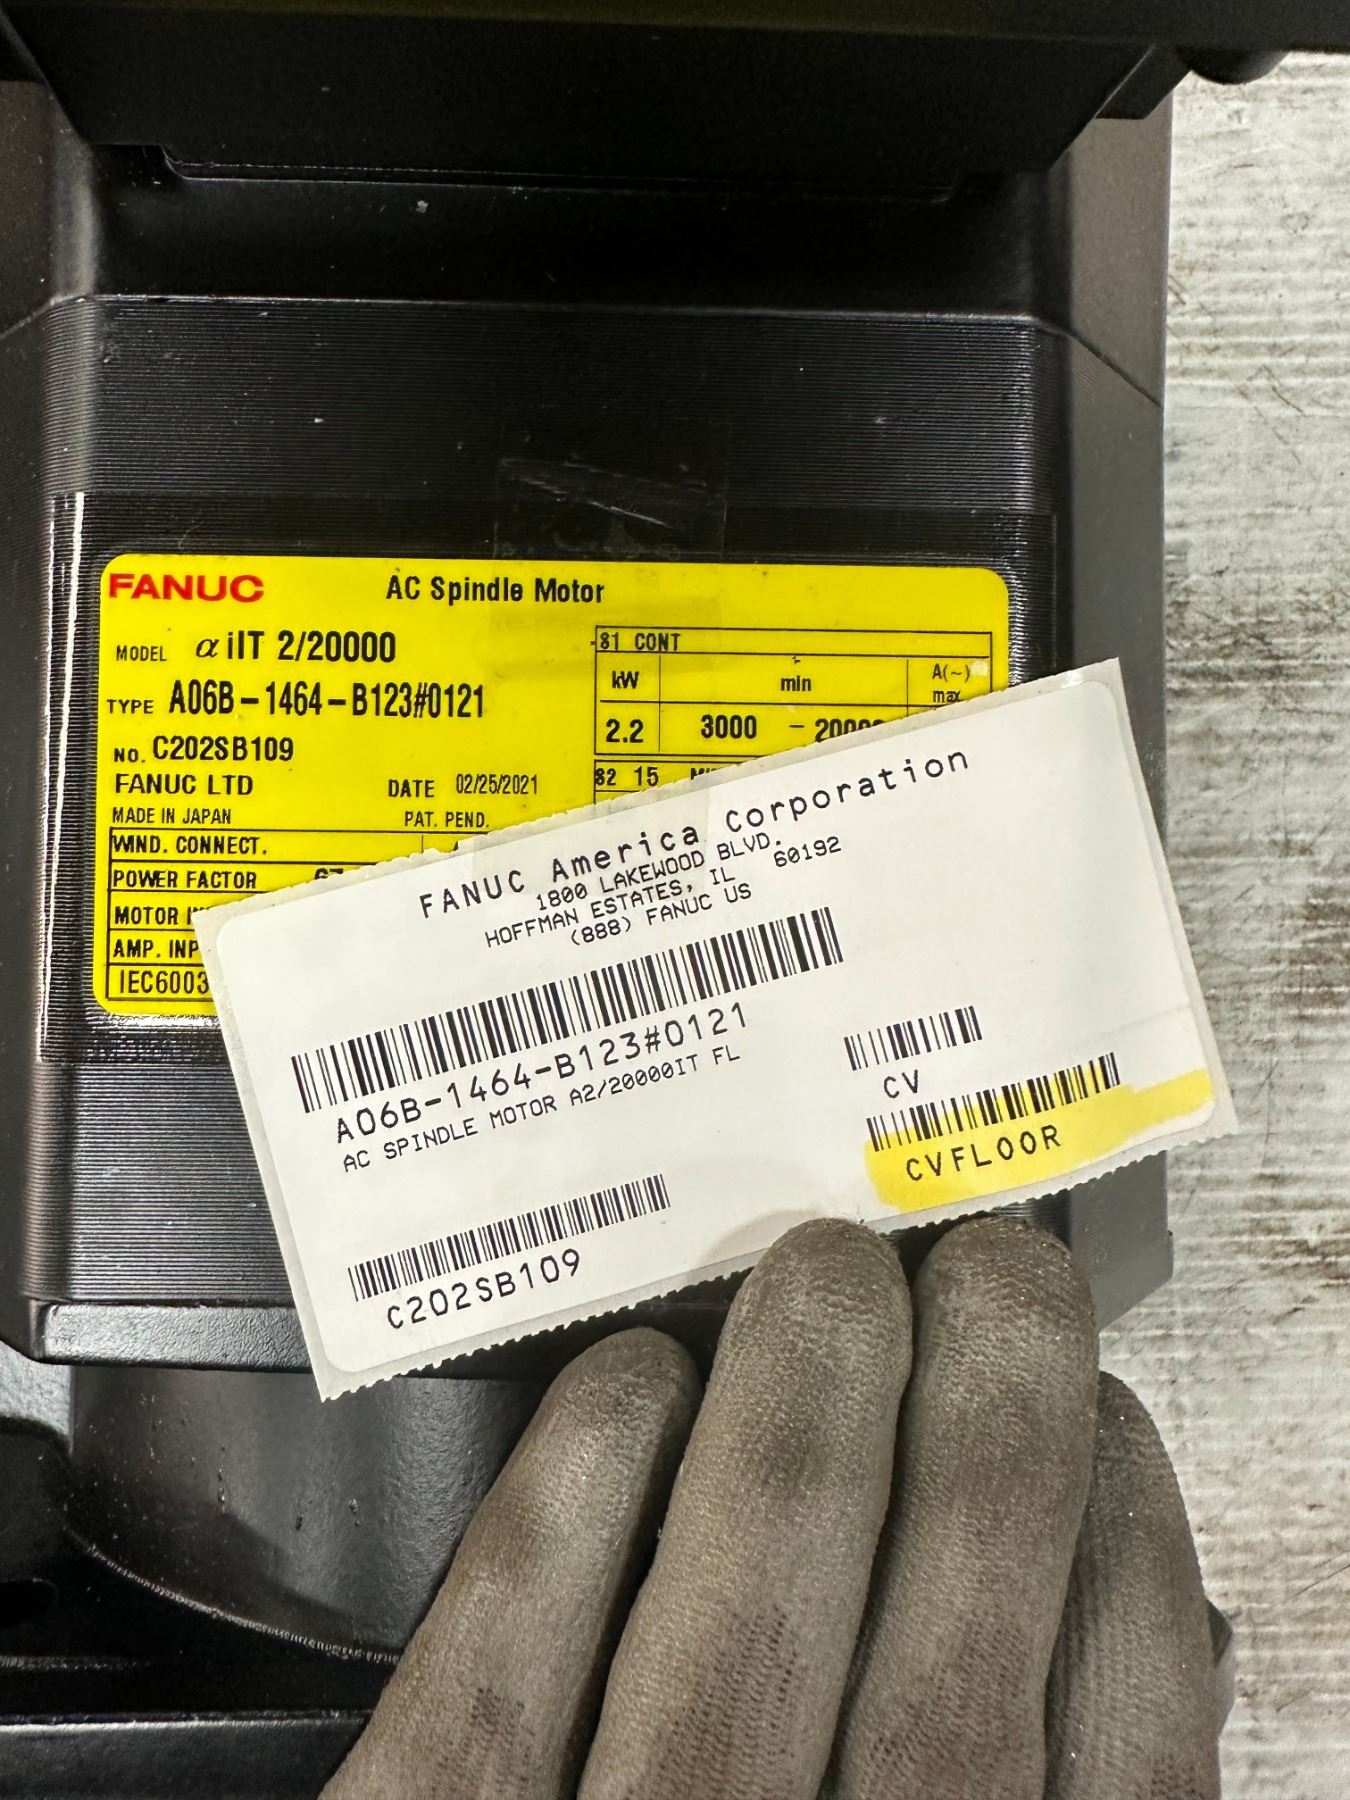 FANUC AC Spindle Motor
MODEL α iIT 2/20000
TYPE A06B-1464-B123#0121
NO. C202SB109
FANUC LTD DATE 02/25/2021
MADE IN JAPAN PAT. PEND.
WIND. CONNECT.
POWER FACTOR
MOTOR
AMP. INP
IEC6003
S1 CONT
kW min A(~)
max
2.2 3000 -
S2 15
FANUC America Corporation
1800 LAKEWOOD BLVD.
HOFFMAN ESTATES, IL 60192
(888) FANUC US
A06B-1464-B123#0121
AC SPINDLE MOTOR A2/20000IT FL
CV
CVFLOOR
C202SB109